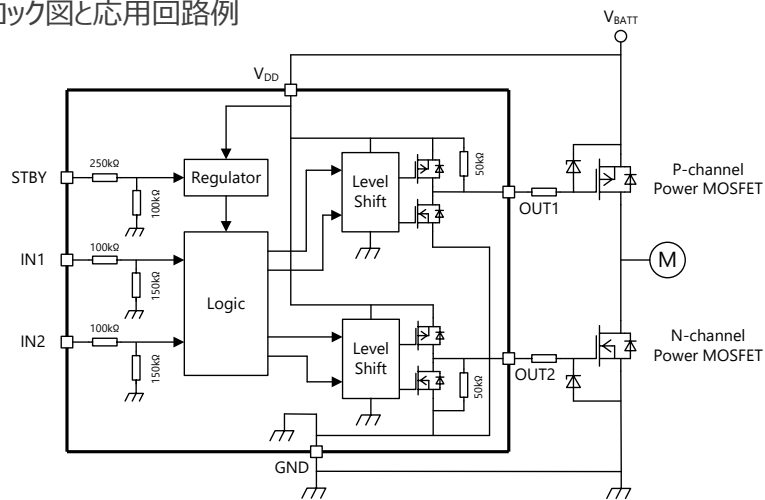 ロック図と応用回路例
VBATT
VDD
STBY
250kΩ
100kΩ
Regulator
Level
Shift
50kΩ
OUT1
P-channel
Power MOSFET
IN1
100kΩ
150kΩ
Logic
M
IN2
100kΩ
150kΩ
Level
Shift
50kΩ
OUT2
N-channel
Power MOSFET
GND